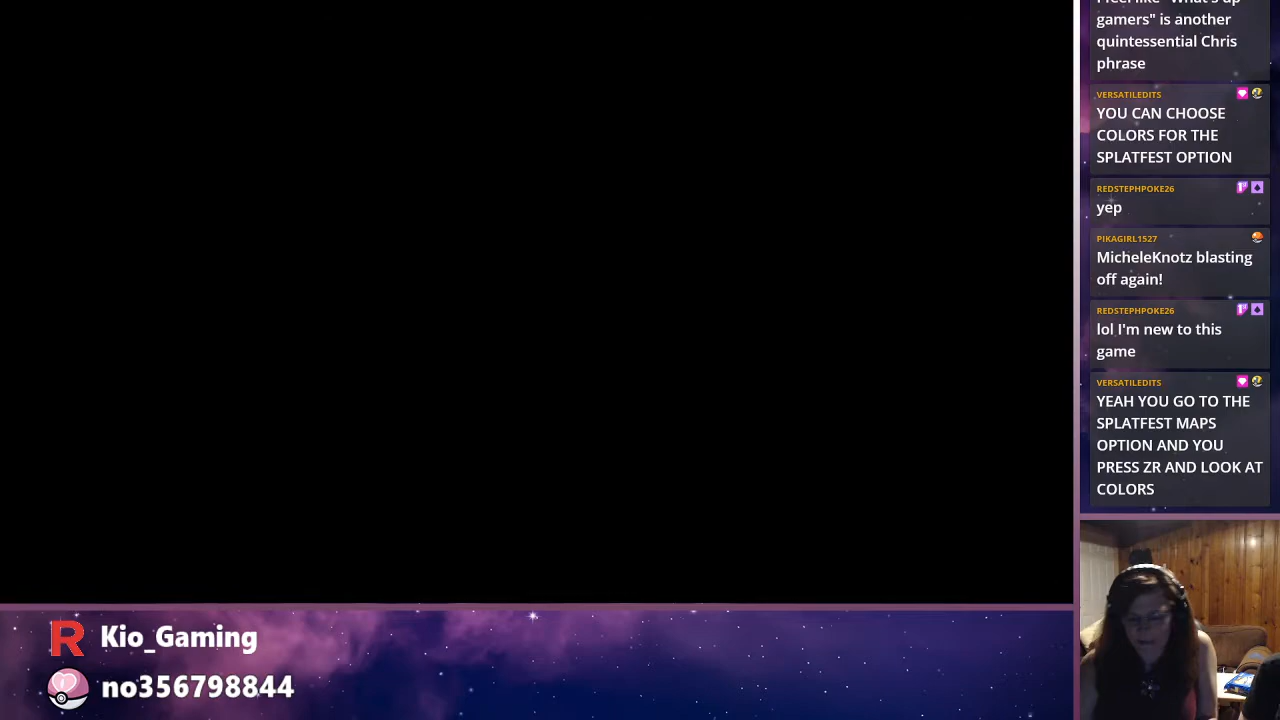 gamers" is another
quintessential Chris
phrase
VERSATILEDITS
YOU CAN CHOOSE
COLORS FOR THE
SPLATFEST OPTION
REDSTEPHPOKE26
yep
PIKAGIRL1527
MicheleKnotz blasting
off again!
REDSTEPHPOKE26
lol I'm new to this
game
VERSATILEDITS
YEAH YOU GO TO THE
SPLATFEST MAPS
OPTION AND YOU
PRESS ZR AND LOOK AT
COLORS
R Kio_Gaming
no356798844